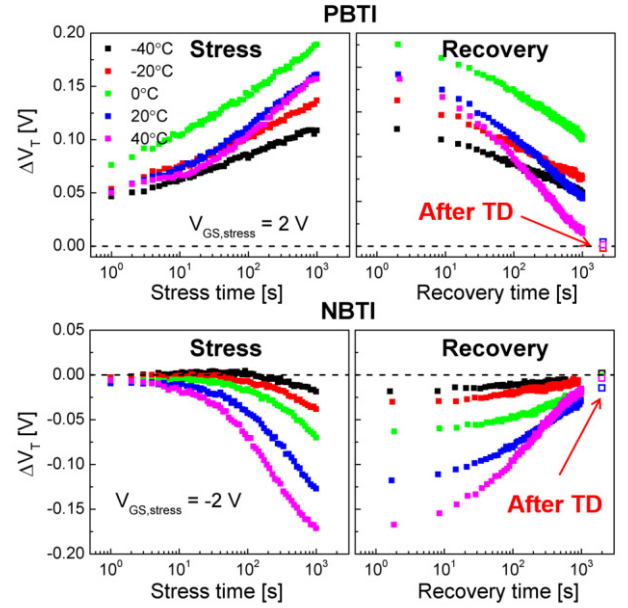 PBTI
Stress
Recovery
-40°C
-20°C
0°C
20°C
40°C
V_GS,stress = 2 V
After TD
ΔV_T [V]
0.20
0.15
0.10
0.05
0.00
10^0 10^1 10^2 10^3
10^0 10^1 10^2 10^3
Stress time [s]
Recovery time [s]
NBTI
Stress
Recovery
V_GS,stress = -2 V
After TD
ΔV_T [V]
0.05
0.00
-0.05
-0.10
-0.15
-0.20
10^0 10^1 10^2 10^3
10^0 10^1 10^2 10^3
Stress time [s]
Recovery time [s]